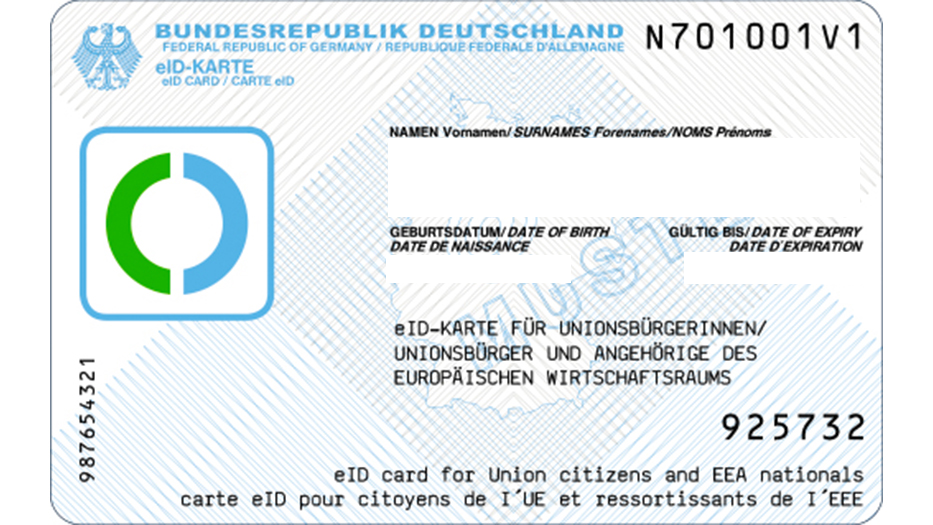 BUNDESREPUBLIK DEUTSCHLAND
FEDERAL REPUBLIC OF GERMANY / REPUBLIQUE FEDERALE D'ALLEMAGNE
eID-KARTE
eID CARD / CARTE eID
N701001V1
NAMEN Vornamen/ SURNAMES Forenames/NOMS Prénoms
GEBURTSDATUM/ DATE OF BIRTH
DATE DE NAISSANCE
GÜLTIG BIS/ DATE OF EXPIRY
DATE D'EXPIRATION
eID-KARTE FÜR UNIONSBÜRGERINNEN/
UNIONSBÜRGER UND ANGEHÖRIGE DES
EUROPÄISCHEN WIRTSCHAFTSRAUMS
987654321
925732
eID card for Union citizens and EEA nationals
carte eID pour citoyens de I´UE et ressortissants de I´EEE